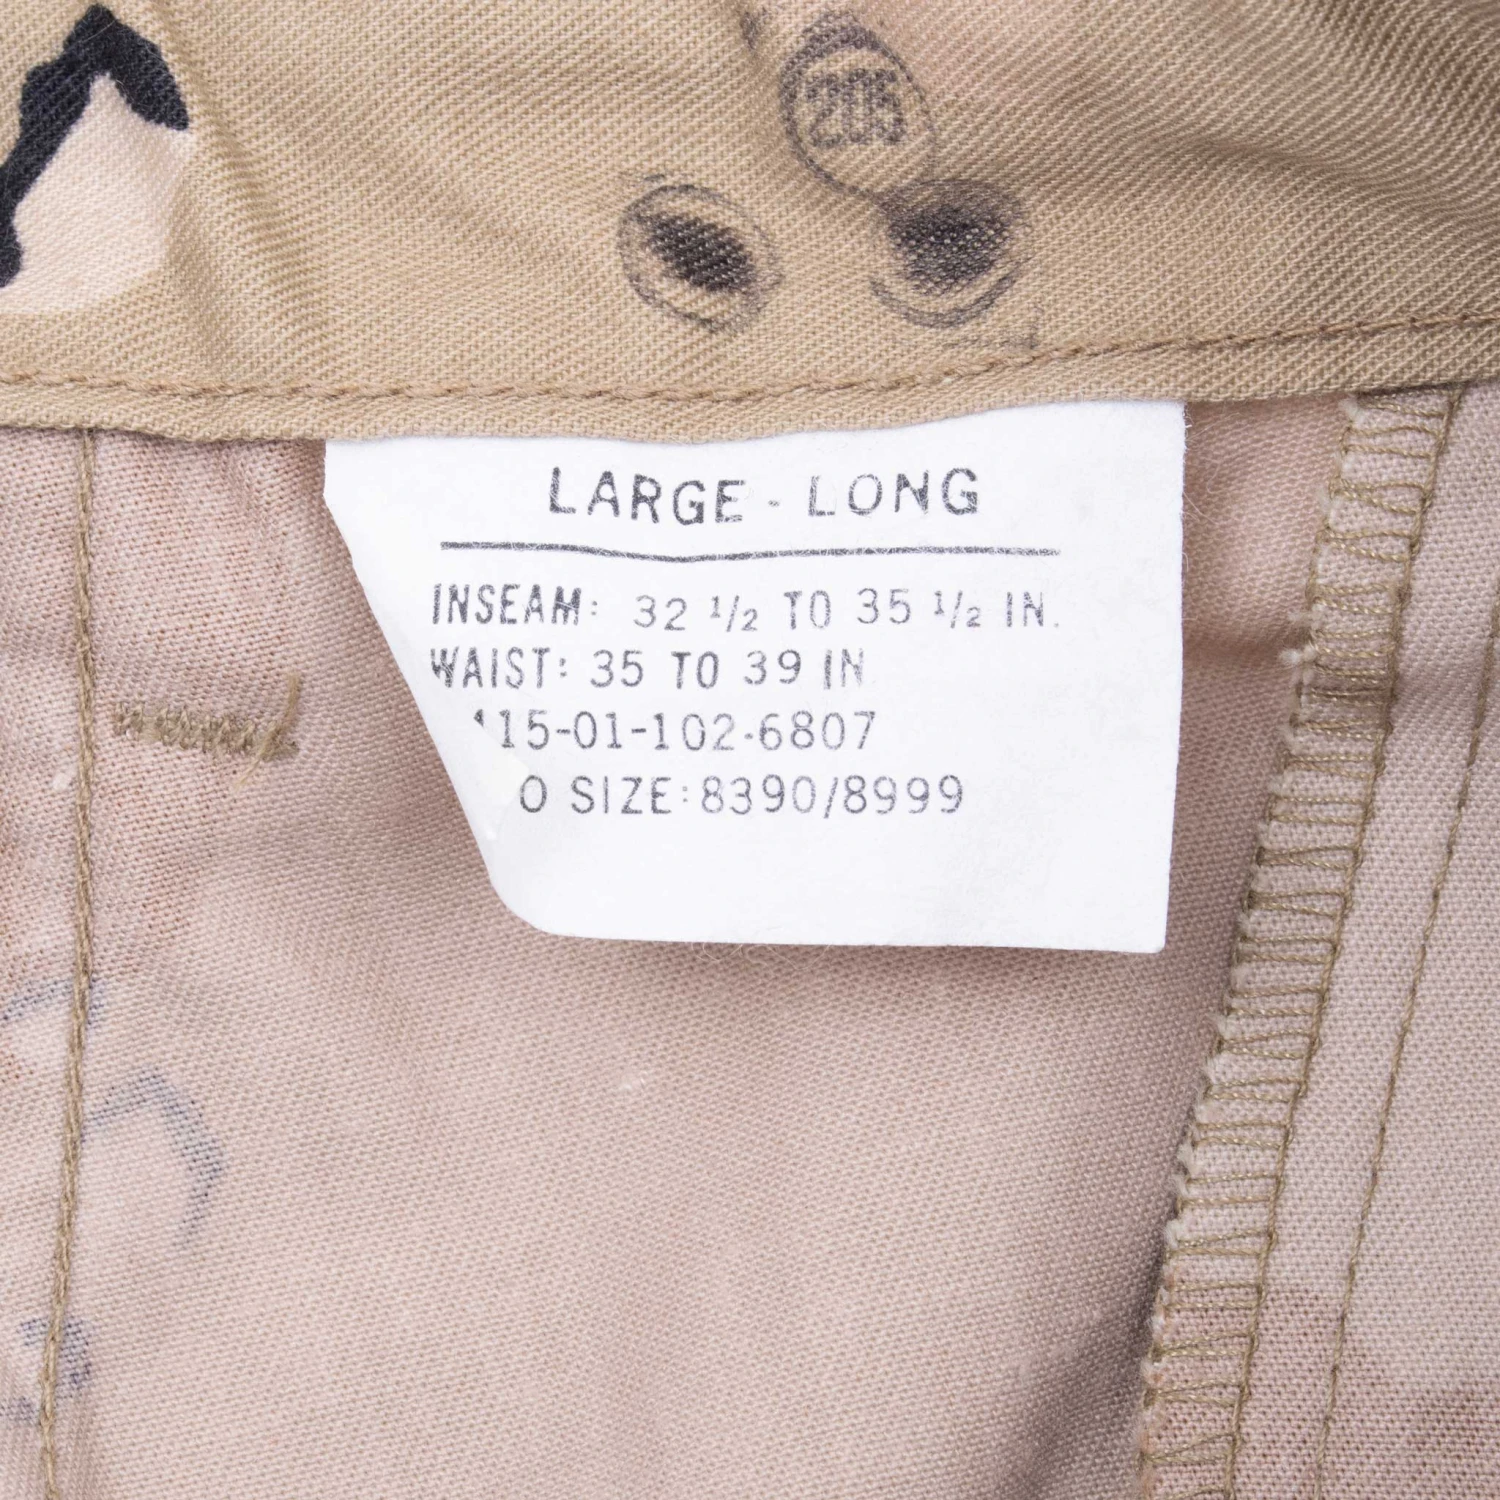 205
LARGE - LONG
INSEAM: 32 1/2 TO 35 1/2 IN.
WAIST: 35 TO 39 IN
15-01-102-6807
O SIZE: 8390/8999